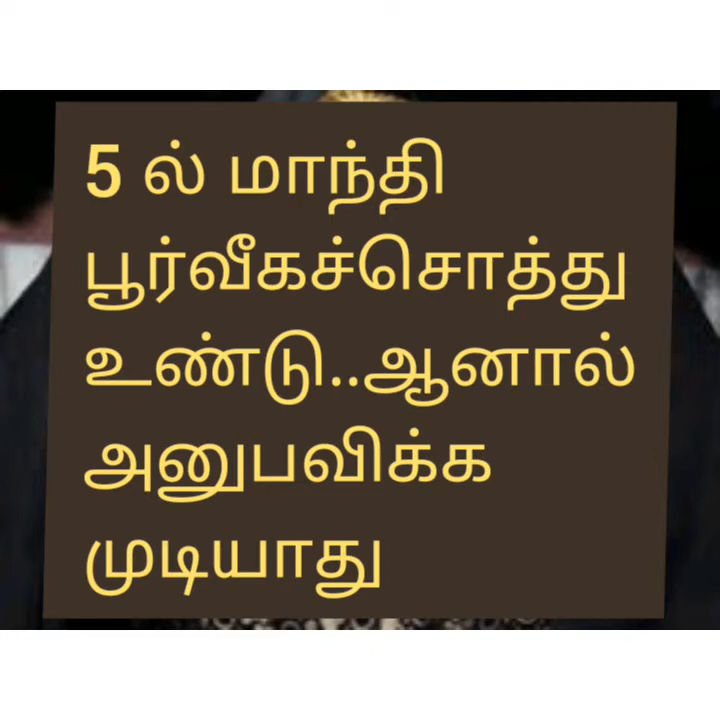 5 ல் மாந்தி
பூர்வீகச்சொத்து
உண்டு..ஆனால்
அனுபவிக்க
முடியாது